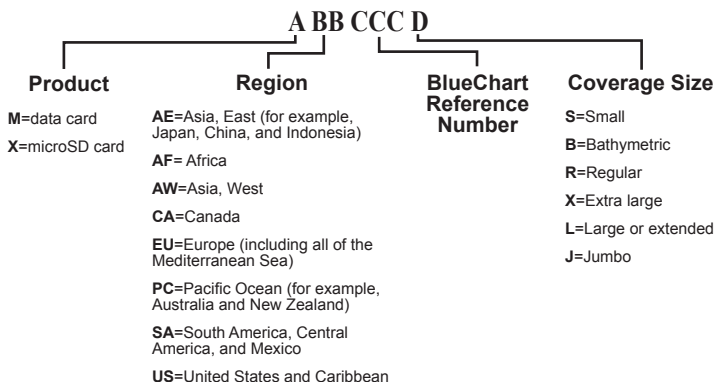 A BB CCC D
Product
M=data card
X=microSD card
Region
AE=Asia, East (for example,
Japan, China, and Indonesia)
AF= Africa
AW=Asia, West
CA=Canada
EU=Europe (including all of the
Mediterranean Sea)
PC=Pacific Ocean (for example,
Australia and New Zealand)
SA=South America, Central
America, and Mexico
US=United States and Caribbean
BlueChart
Reference
Number
Coverage Size
S=Small
B=Bathymetric
R=Regular
X=Extra large
L=Large or extended
J=Jumbo